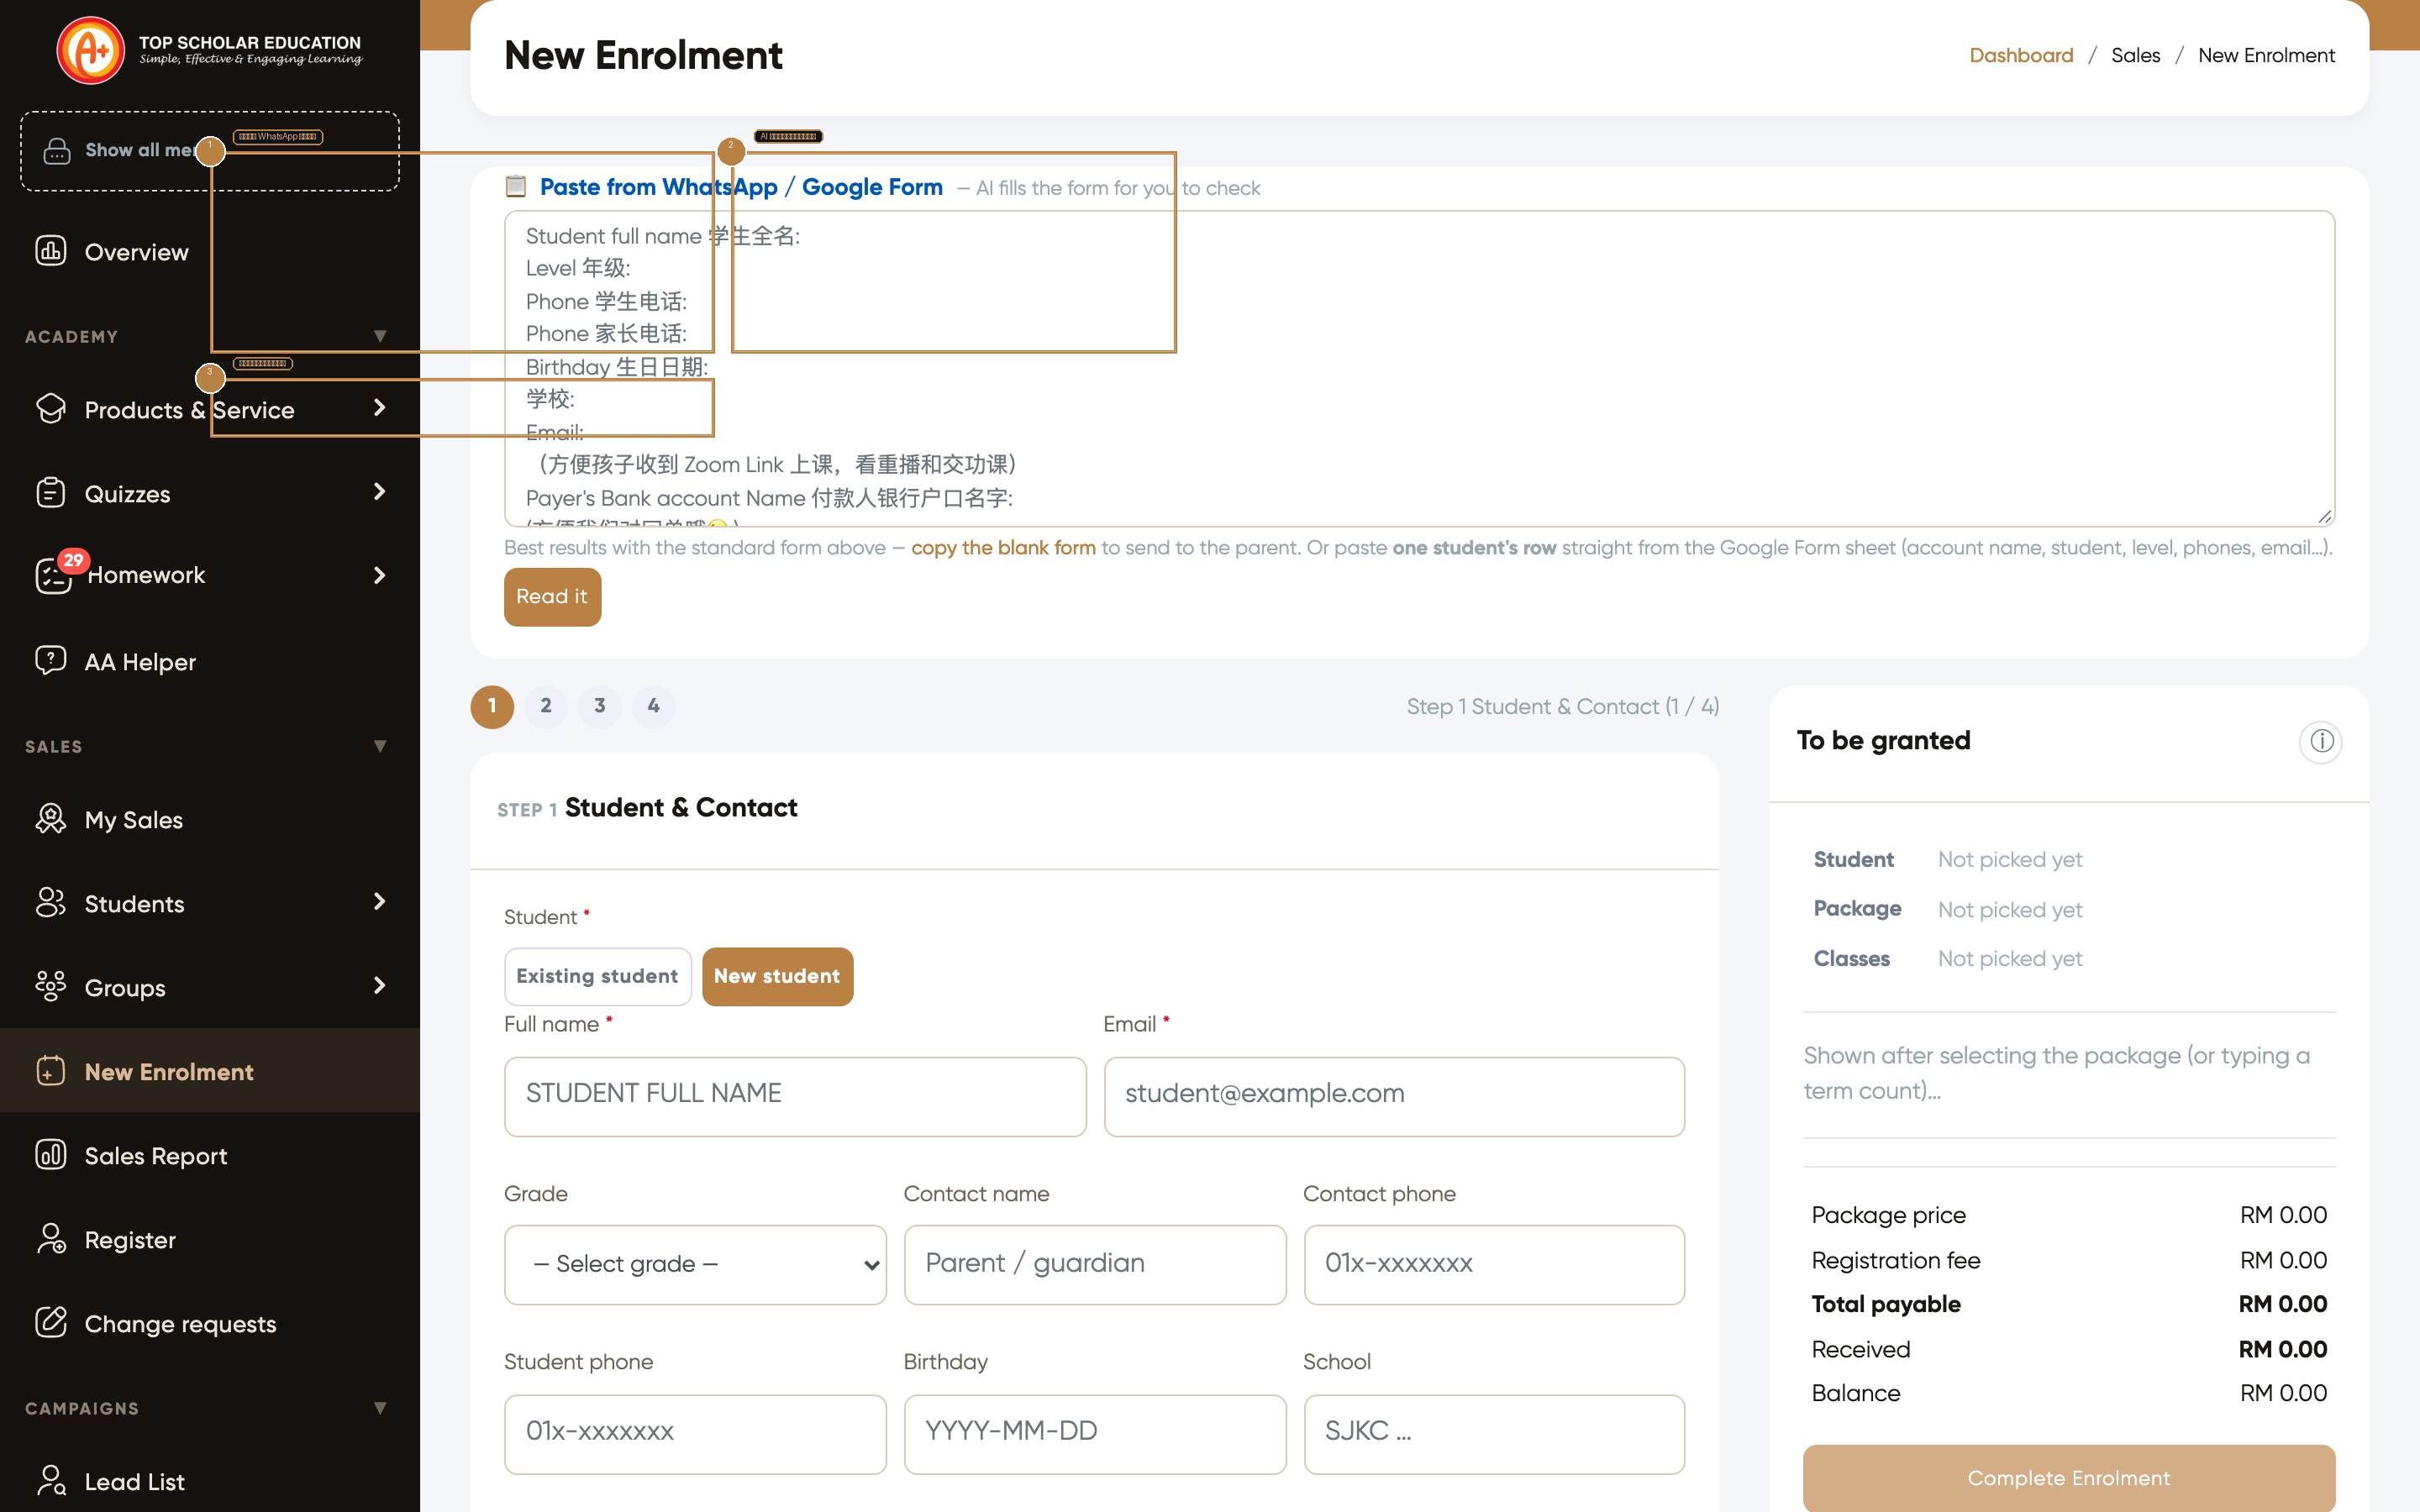 TOP SCHOLAR EDUCATION
Simple, Effective & Engaging Learning
Show all
Overview
ACADEMY
Products & Service
Quizzes
29
Homework
AA Helper
SALES
My Sales
Students
Groups
New Enrolment
Sales Report
Register
Change requests
CAMPAIGNS
Lead List
1
WhatsApp
2
AI
3
New Enrolment
Dashboard / Sales / New Enrolment
Paste from WhatsApp / Google Form – AI fills the form for you to check
Student full name 学生全名:
Level 年级:
Phone 学生电话:
Phone 家长电话:
Birthday 生日日期:
学校:
Email:
（方便孩子收到 Zoom Link 上课，看重播和交功课）
Payer's Bank account Name 付款人银行户口名字:
Best results with the standard form above – copy the blank form to send to the parent. Or paste one student's row straight from the Google Form sheet (account name, student, level, phones, email...).
Read it
1 2 3 4
Step 1 Student & Contact (1 / 4)
STEP 1 Student & Contact
Student *
Existing student
New student
Full name *
Email *
STUDENT FULL NAME
student@example.com
Grade
Contact name
Contact phone
– Select grade –
Parent / guardian
01x-xxxxxxx
Student phone
Birthday
School
01x-xxxxxxx
YYYY-MM-DD
SJKC ...
To be granted
Student Not picked yet
Package Not picked yet
Classes Not picked yet
Shown after selecting the package (or typing a
term count)...
Package price RM 0.00
Registration fee RM 0.00
Total payable RM 0.00
Received RM 0.00
Balance RM 0.00
Complete Enrolment